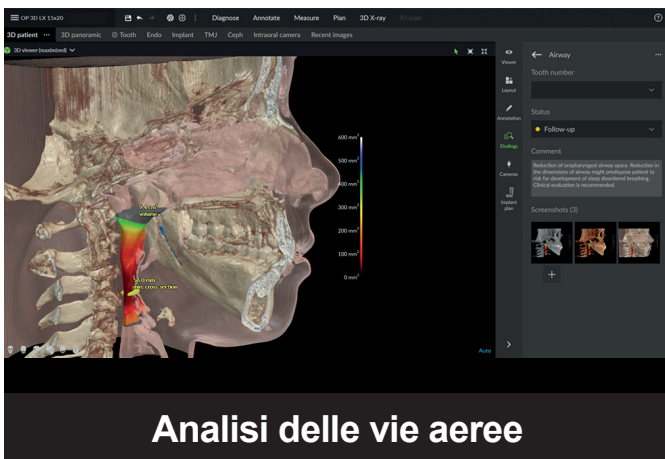 OP 3D LX 15x20
Diagnose Annotate Measure Plan 3D X-ray IO scan
3D patient 3D panoramic Tooth Endo Implant TMJ Ceph Intraoral camera Recent images
3D viewer (maximized)
Viewer
Layout
Annotation
Findings
Cameras
Implant
plan
Airway
Tooth number
Status
Follow-up
Comment
Reduction of oropharyngeal airway space. Reduction in
the dimensions of airway might predispose patient to
risk for development of sleep disordered breathing.
Clinical evaluation is recommended.
Screenshots (3)
600 mm²
500 mm²
400 mm²
300 mm²
200 mm²
100 mm²
0 mm²
volume
min. cross section
Auto
Analisi delle vie aeree